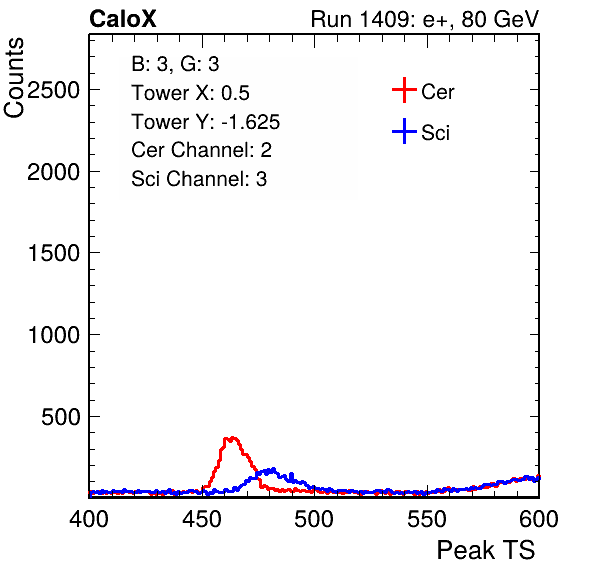 CaloX
Run 1409: e+, 80 GeV
Counts
B: 3, G: 3
Tower X: 0.5
Tower Y: -1.625
Cer Channel: 2
Sci Channel: 3
Cer
Sci
2500
2000
1500
1000
500
400 450 500 550 600
Peak TS